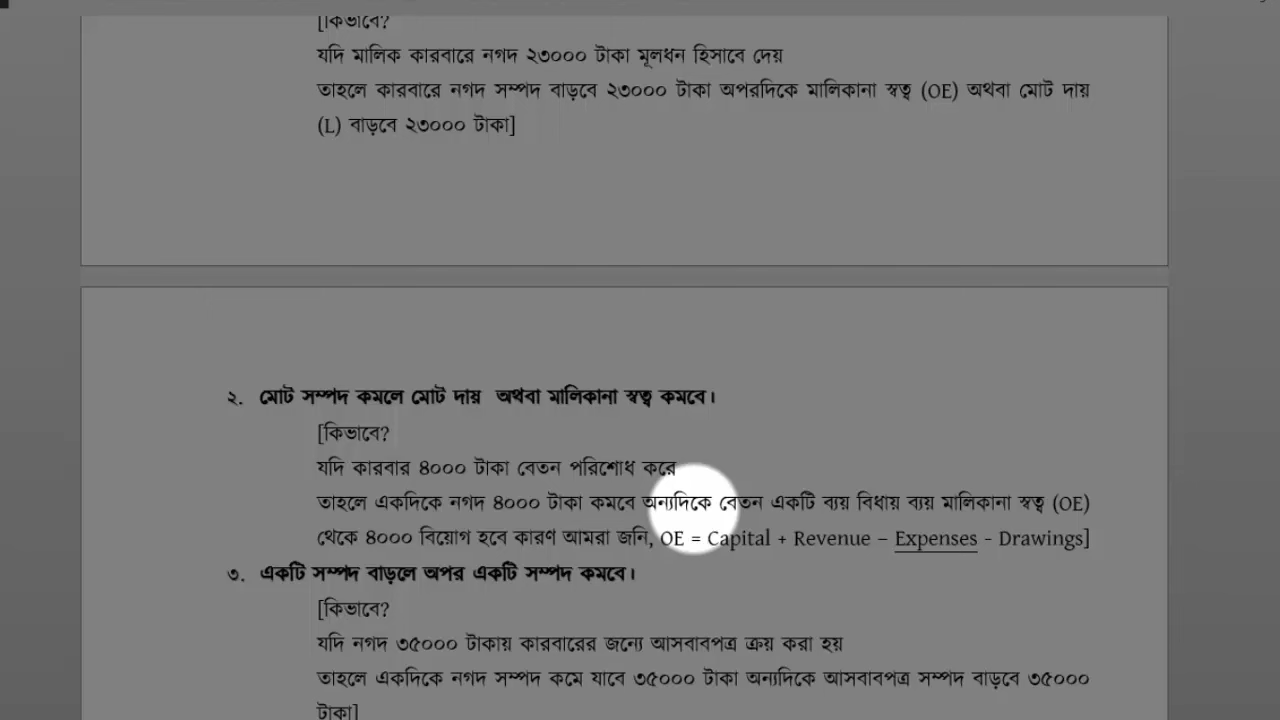 [কিভাবে?
যদি মালিক কারবারে নগদ ২৩০০০ টাকা মূলধন হিসাবে দেয়
তাহলে কারবারে নগদ সম্পদ বাড়বে ২৩০০০ টাকা অপরদিকে মালিকানা স্বত্ব (OE) অথবা মোট দায়
(L) বাড়বে ২৩০০০ টাকা]
২. মোট সম্পদ কমলে মোট দায় অথবা মালিকানা স্বত্ব কমবে।
[কিভাবে?
যদি কারবার ৪০০০ টাকা বেতন পরিশোধ করে
তাহলে একদিকে নগদ ৪০০০ টাকা কমবে অন্যদিকে বেতন একটি ব্যয় বিধায় ব্যয় মালিকানা স্বত্ব (OE)
থেকে ৪০০০ বিয়োগ হবে কারণ আমরা জনি, OE = Capital + Revenue – Expenses - Drawings]
৩. একটি সম্পদ বাড়লে অপর একটি সম্পদ কমবে।
[কিভাবে?
যদি নগদ ৩৫০০০ টাকায় কারবারের জন্যে আসবাবপত্র ক্রয় করা হয়
তাহলে একদিকে নগদ সম্পদ কমে যাবে ৩৫০০০ টাকা অন্যদিকে আসবাবপত্র সম্পদ বাড়বে ৩৫০০০
টাকা]